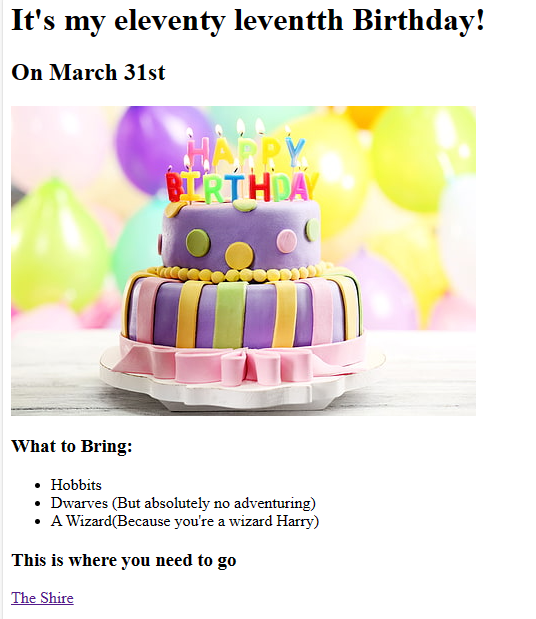 It's my eleventy leventth Birthday!
On March 31st
HAPPY
BIRTHDAY
What to Bring:
Hobbits
Dwarves (But absolutely no adventuring)
A Wizard(Because you're a wizard Harry)
This is where you need to go
The Shire